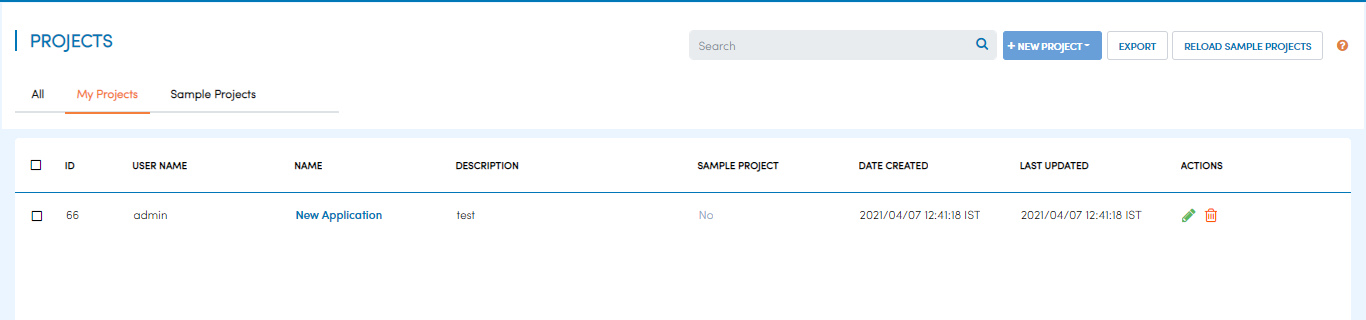 PROJECTS
Search
+ NEW PROJECT
EXPORT
RELOAD SAMPLE PROJECTS
?
All
My Projects
Sample Projects
ID USER NAME NAME DESCRIPTION SAMPLE PROJECT DATE CREATED LAST UPDATED ACTIONS
66 admin New Application test No 2021/04/07 12:41:18 IST 2021/04/07 12:41:18 IST